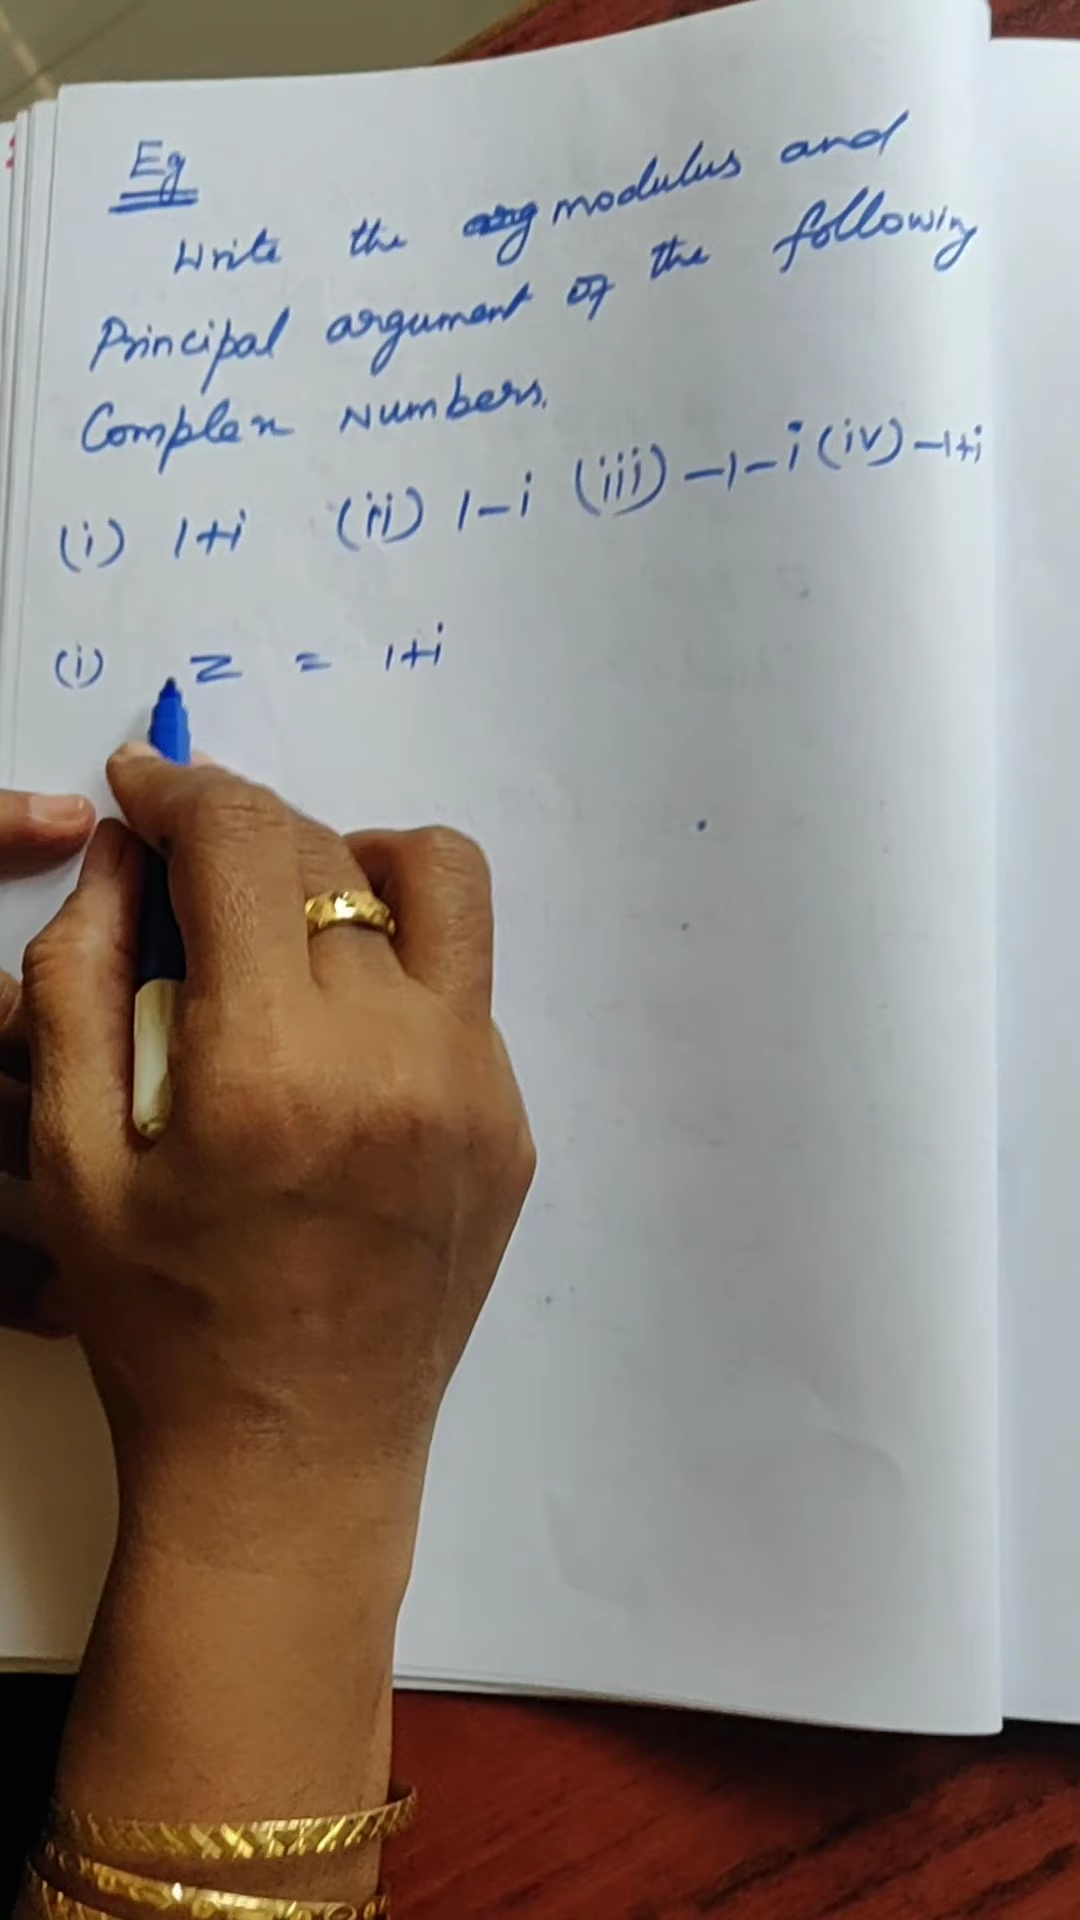 Eg
Write the modulus and
Principal argument of the following
Complex Numbers.
(i) 1+i (ii) 1-i (iii) -1-i (iv) -1+i
(i) z = 1+i